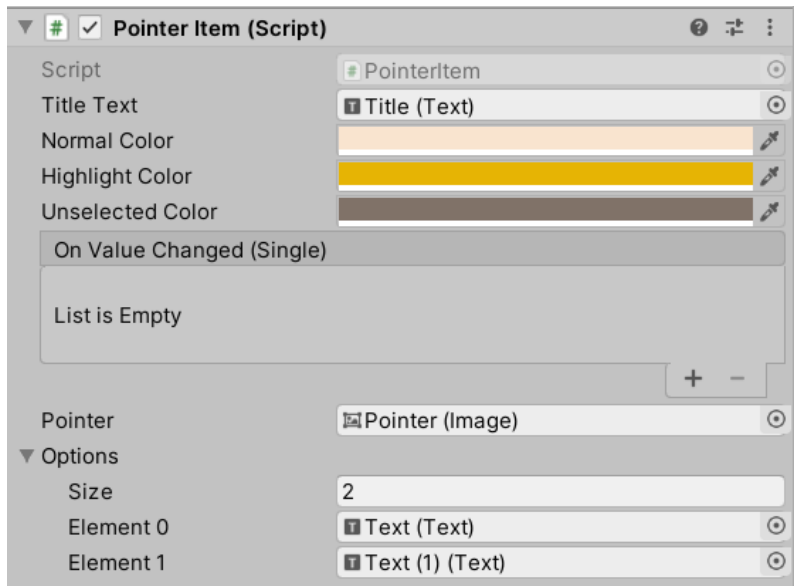 Pointer Item (Script)
Script PointerItem
Title Text Title (Text)
Normal Color
Highlight Color
Unselected Color
On Value Changed (Single)
List is Empty
Pointer Pointer (Image)
Options
Size 2
Element 0 Text (Text)
Element 1 Text (1) (Text)